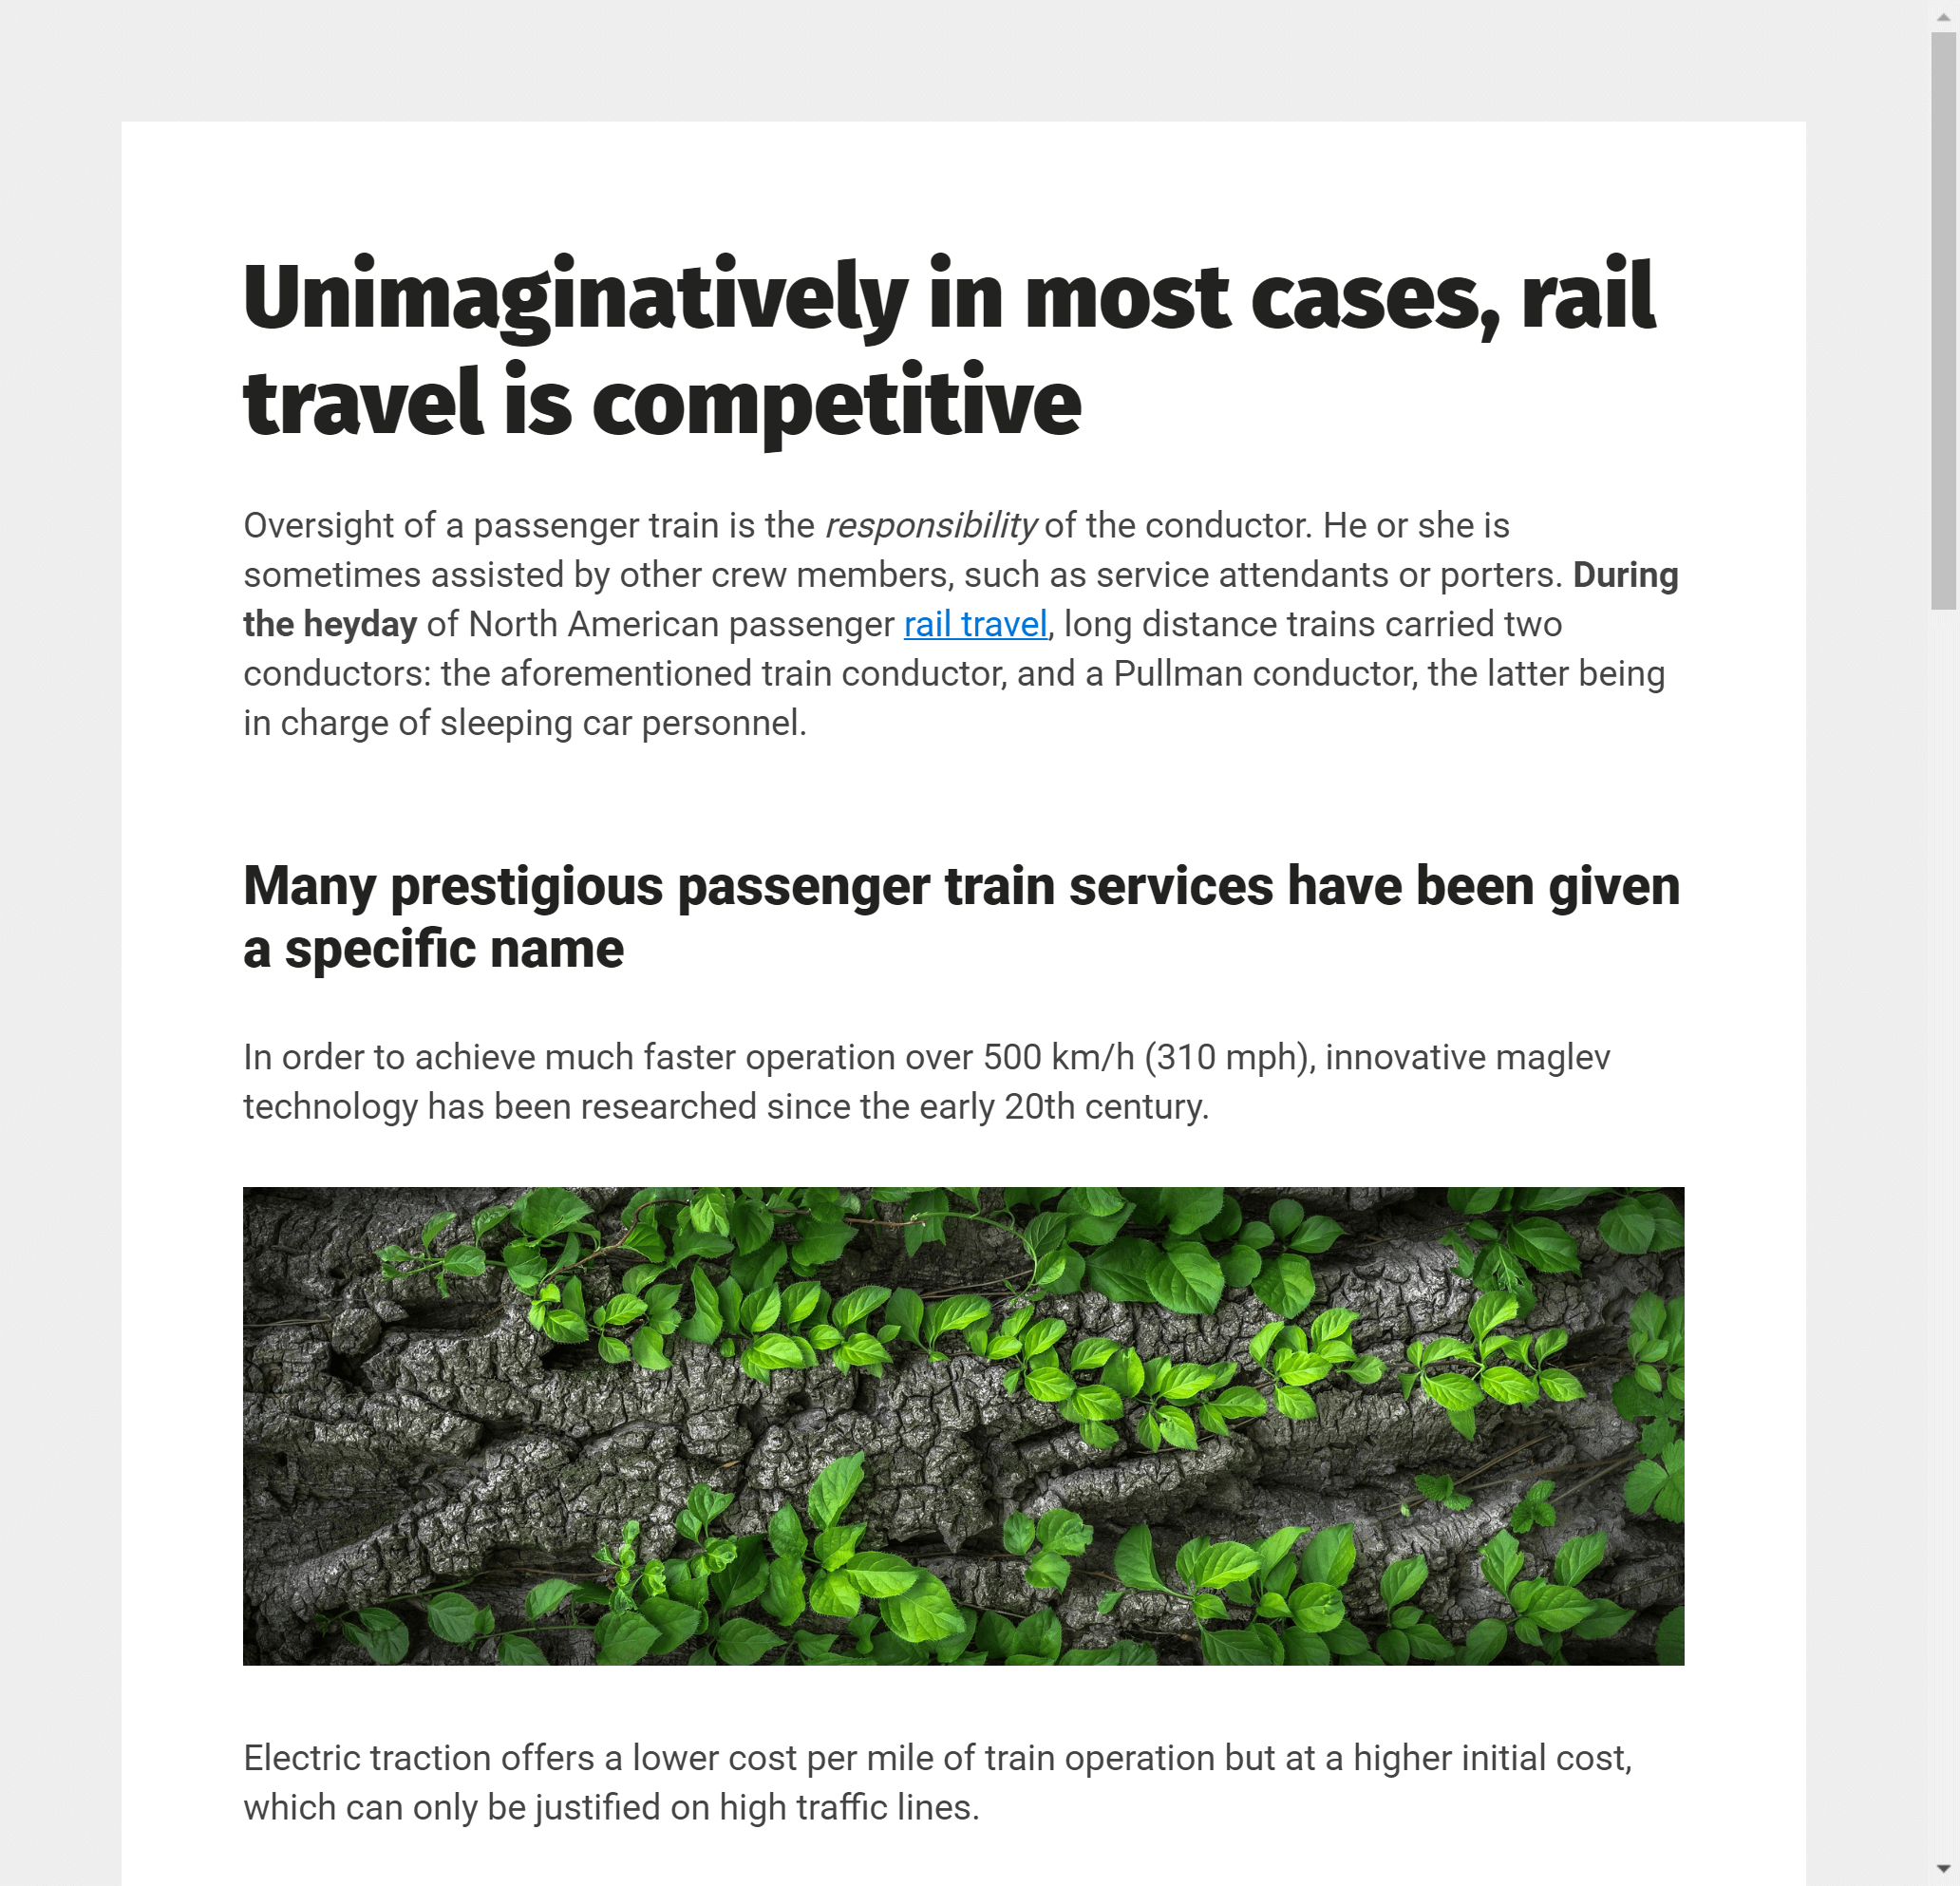 Unimaginatively in most cases, rail
travel is competitive
Oversight of a passenger train is the responsibility of the conductor. He or she is
sometimes assisted by other crew members, such as service attendants or porters. During
the heyday of North American passenger rail travel, long distance trains carried two
conductors: the aforementioned train conductor, and a Pullman conductor, the latter being
in charge of sleeping car personnel.
Many prestigious passenger train services have been given
a specific name
In order to achieve much faster operation over 500 km/h (310 mph), innovative maglev
technology has been researched since the early 20th century.
Electric traction offers a lower cost per mile of train operation but at a higher initial cost,
which can only be justified on high traffic lines.